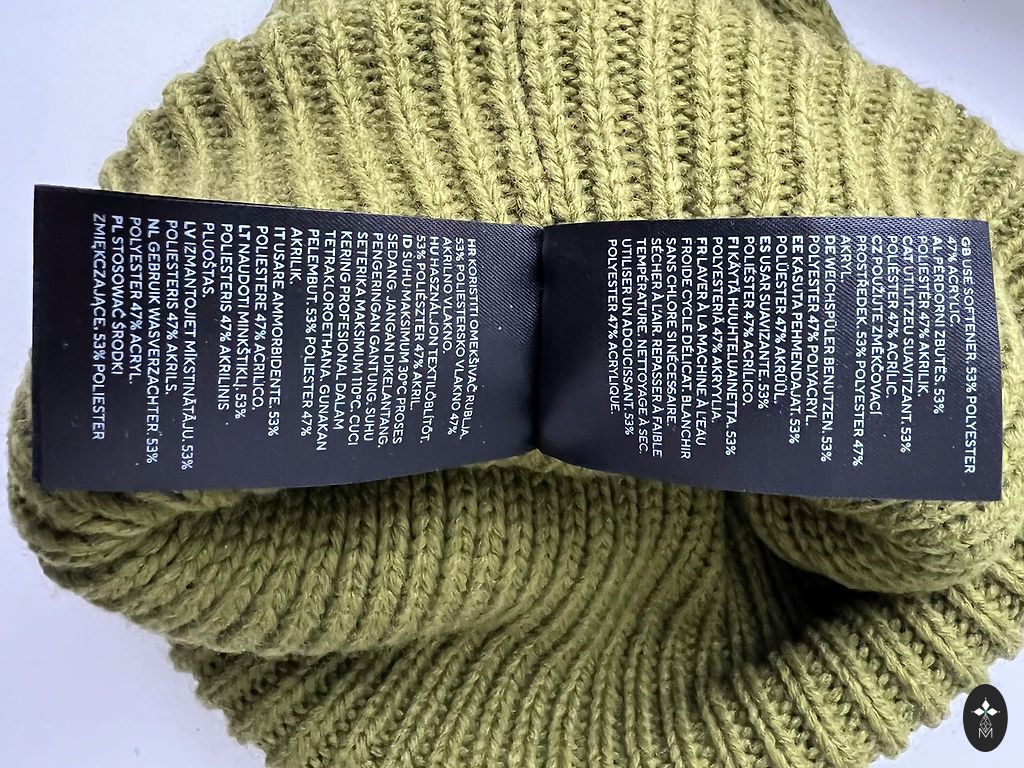 GB USE SOFTENER. 53% POLYESTER
47% ACRYLIC.
AL PËRDORNI ZBUTËS. 53%
POLIESTËR 47% AKRILIK.
CAT UTILITZEU SUAVITZANT. 53%
POLIÈSTER 47% ACRÍLIC.
CZ POUŽIJTE ZMĚKČOVACÍ
PROSTŘEDEK. 53% POLYESTER 47%
AKRYL.
DE WEICHSPÜLER BENUTZEN. 53%
POLYESTER 47% POLYACRYL.
EE KASUTA PEHMENDAJAT. 53%
POLÜESTER 47% AKRÜÜL.
ES USAR SUAVIZANTE. 53%
POLIÉSTER 47% ACRÍLICO.
FI KÄYTÄ HUUHTELUAINETTA. 53%
POLYESTERIÄ 47% AKRYYLIJA.
FR LAVER À LA MACHINE, À L'EAU
FROIDE CYCLE DÉLICAT, BLANCHIR
SANS CHLORE SI NÉCESSAIRE.
SÉCHER À L'AIR. REPASSER À FAIBLE
TEMPÉRATURE. NETTOYAGE À SEC.
UTILISER UN ADOUCISSANT. 53%
POLYESTER 47% ACRYLIQUE.
HR KORISTITI OMEKŠIVAČ RUBLJA.
53% POLIESTERSKO VLAKNO 47%
AKRILNO VLAKNO.
HU HASZNÁLJON TEXTILÖBLÍTŐT.
53% POLIÉSZTER 47% AKRIL.
ID SUHU MAKSIMUM 30°C PROSES
SEDANG. JANGAN DIKELANTANG.
PENGERINGAN GANTUNG. SUHU
SETERIKA MAKSIMUM 110°C. CUCI
KERING PROFESIONAL DALAM
TETRAKLOROETHANA. GUNAKAN
PELEMBUT. 53% POLIESTER 47%
AKRILIK.
IT USARE AMMORBIDENTE. 53%
POLIESTERE 47% ACRILICO.
LT NAUDOTI MINKŠTIKLĮ. 53%
POLIESTERIS 47% AKRILINIS
PLUOŠTAS.
LV IZMANTOJIET MĪKSTINĀTĀJU. 53%
POLIESTERIS 47% AKRILS.
NL GEBRUIK WASVERZACHTER. 53%
POLYESTER 47% ACRYL.
PL STOSOWAĆ ŚRODKI
ZMIĘKCZAJĄCE. 53% POLIESTER
M